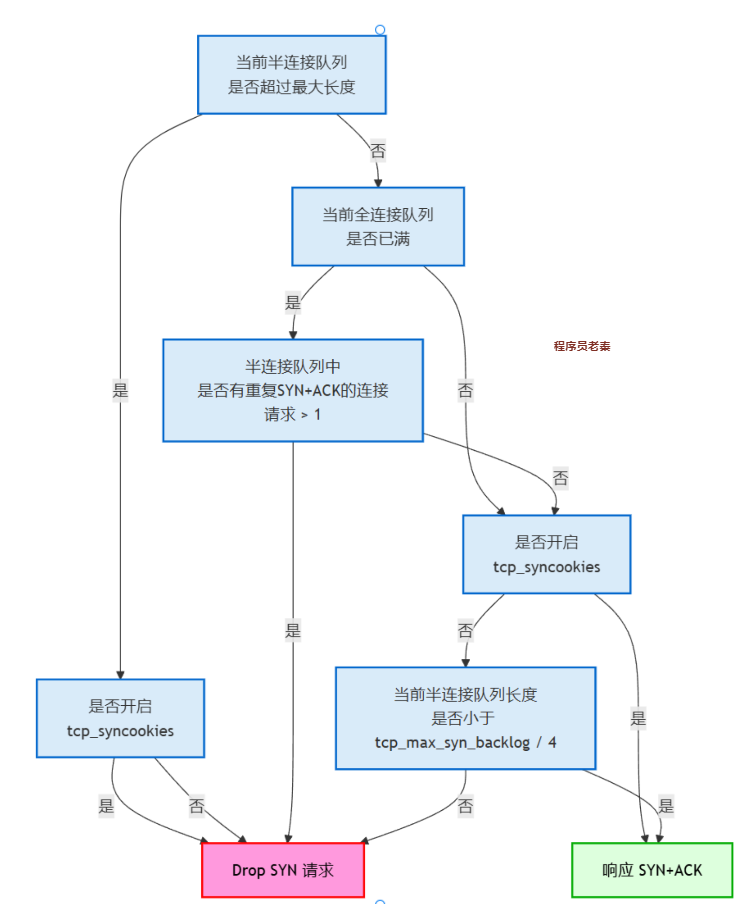 当前半连接队列
是否超过最大长度
否
当前全连接队列
是否已满
是
半连接队列中
是否有重复SYN+ACK的连接
请求 > 1
程序员老秦
是
否
否
是否开启
tcp_syncookies
是
否
当前半连接队列长度
是否小于
tcp_max_syn_backlog / 4
是
是否开启
tcp_syncookies
是
否
否
是
Drop SYN 请求
响应 SYN+ACK